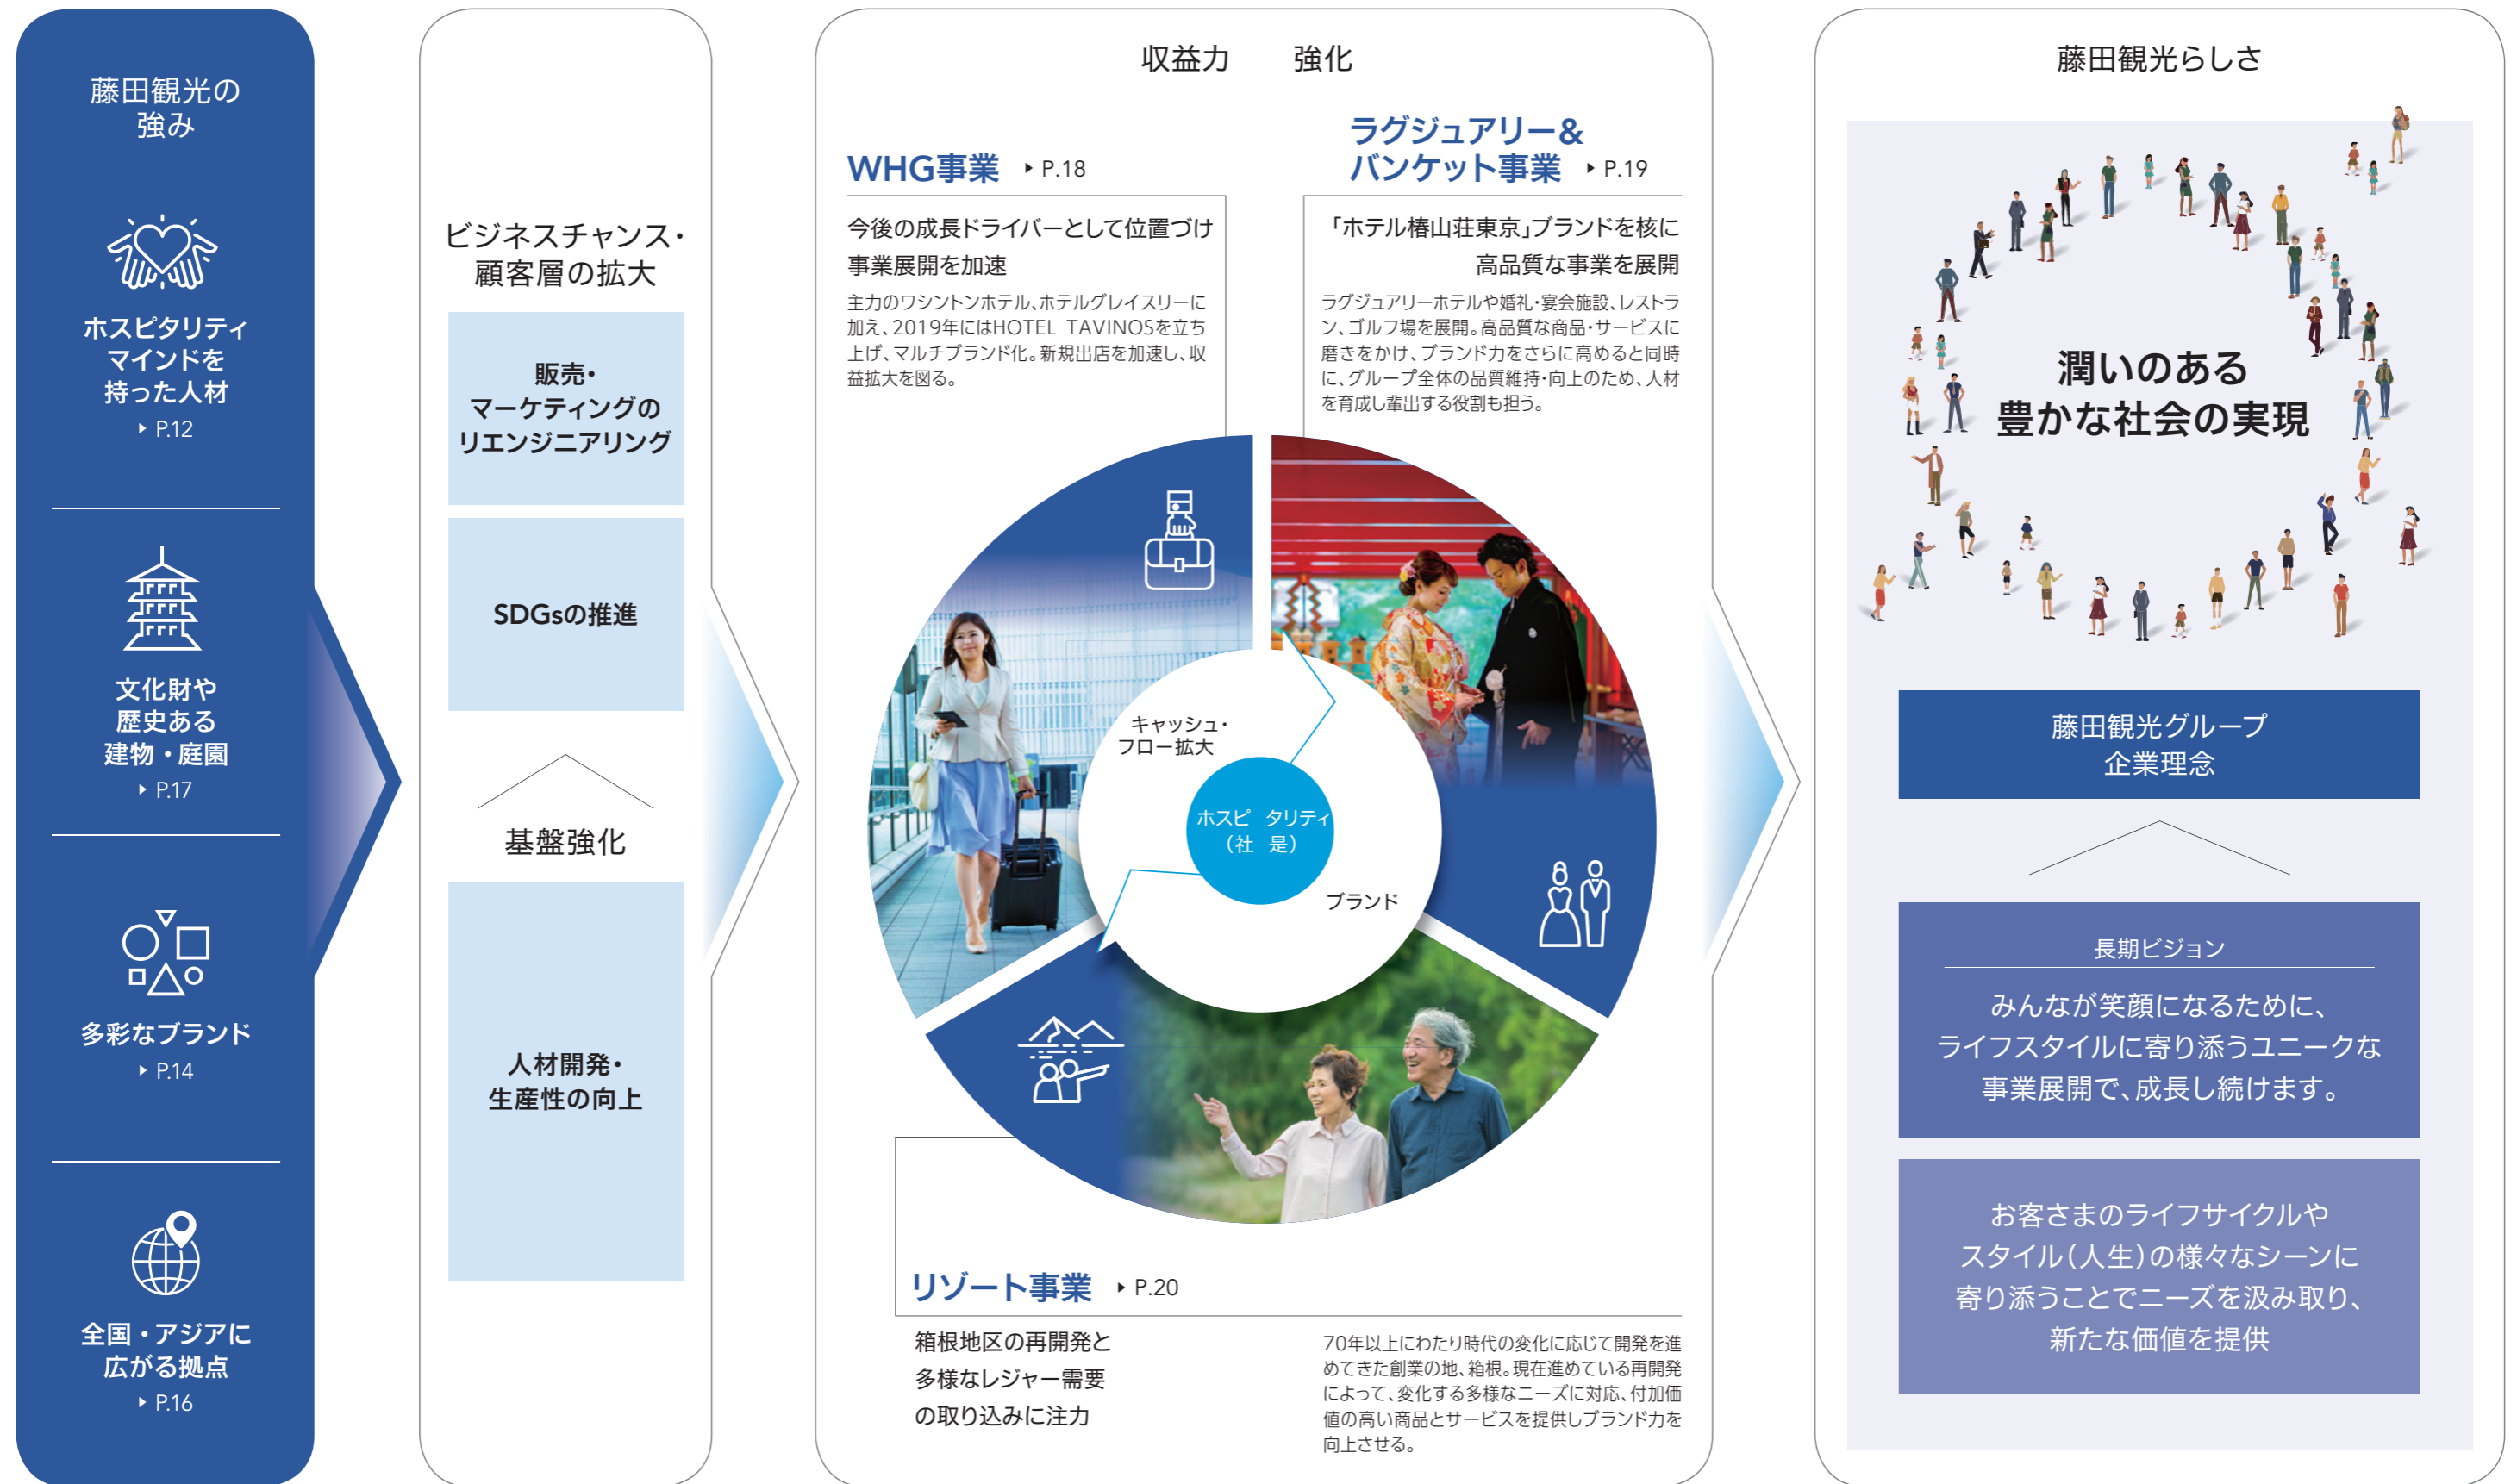 藤田観光の
強み
ホスピタリティ
マインドを
持った人材
▶ P.12
文化財や
歴史ある
建物・庭園
▶ P.17
多彩なブランド
▶ P.14
全国・アジアに
広がる拠点
▶ P.16
ビジネスチャンス・
顧客層の拡大
販売・
マーケティングの
リエンジニアリング
SDGsの推進
基盤強化
人材開発・
生産性の向上
収益力 強化
WHG事業 ▶ P.18
今後の成長ドライバーとして位置づけ
事業展開を加速
主力のワシントンホテル、ホテルグレイスリーに
加え、2019年にはHOTEL TAVINOSを立ち
上げ、マルチブランド化。新規出店を加速し、収
益拡大を図る。
ラグジュアリー&
バンケット事業 ▶ P.19
「ホテル椿山荘東京」ブランドを核に
高品質な事業を展開
ラグジュアリーホテルや婚礼・宴会施設、レストラ
ン、ゴルフ場を展開。高品質な商品・サービスに
磨きをかけ、ブランド力をさらに高めると同時
に、グループ全体の品質維持・向上のため、人材
を育成し輩出する役割も担う。
キャッシュ・
フロー拡大
ホスピ タリティ
（社 是）
ブランド
リゾート事業 ▶ P.20
箱根地区の再開発と
多様なレジャー需要
の取り込みに注力
70年以上にわたり時代の変化に応じて開発を進
めてきた創業の地、箱根。現在進めている再開発
によって、変化する多様なニーズに対応、付加価
値の高い商品とサービスを提供しブランド力を
向上させる。
藤田観光らしさ
潤いのある
豊かな社会の実現
藤田観光グループ
企業理念
長期ビジョン
みんなが笑顔になるために、
ライフスタイルに寄り添うユニークな
事業展開で、成長し続けます。
お客さまのライフサイクルや
スタイル（人生）の様々なシーンに
寄り添うことでニーズを汲み取り、
新たな価値を提供